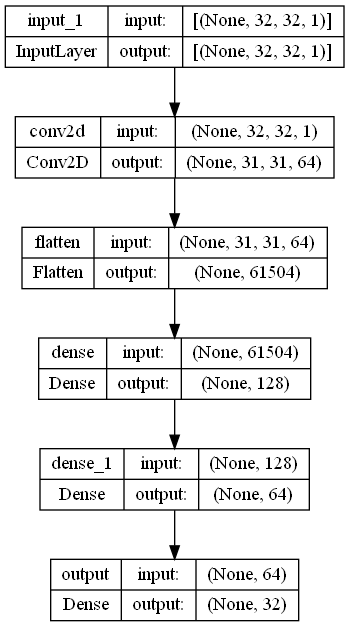 input_1 input: [(None, 32, 32, 1)]
InputLayer output: [(None, 32, 32, 1)]
conv2d input: (None, 32, 32, 1)
Conv2D output: (None, 31, 31, 64)
flatten input: (None, 31, 31, 64)
Flatten output: (None, 61504)
dense input: (None, 61504)
Dense output: (None, 128)
dense_1 input: (None, 128)
Dense output: (None, 64)
output input: (None, 64)
Dense output: (None, 32)